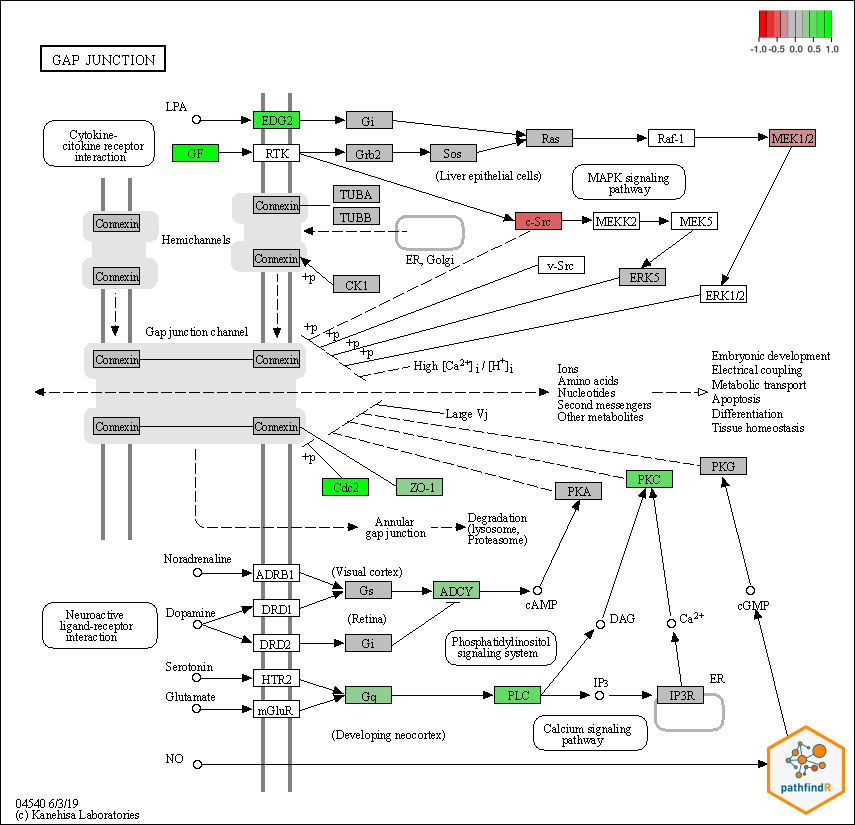 -1.0 -0.5 0.0 0.5 1.0
GAP JUNCTION
LPA
EDG2
Gi
Cytokine-
citokine receptor
interaction
GF
RTK
Grb2
Sos
Ras
Raf-1
MEK1/2
(Liver epithelial cells)
MAPK signaling
pathway
TUBA
TUBB
Connexin
Connexin
Hemichannels
c-Src
MEKK2
MEK5
ER, Golgi
Connexin
Connexin
+p
CK1
v-Src
ERK5
ERK1/2
Gap junction channel
+p
+p
+p
+p
Connexin
Connexin
High [Ca2+]i / [H+]i
Ions
Amino acids
Nucleotides
Second messengers
Other metabolites
Embryonic development
Electrical coupling
Metabolic transport
Apoptosis
Differentiation
Tissue homeostasis
Large Vj
Connexin
Connexin
+p
Cdc2
ZO-1
PKA
PKC
PKG
Annular
gap junction
Degradation
(lysosome,
Proteasome)
Noradrenaline
ADRB1
(Visual cortex)
Gs
ADCY
cAMP
cGMP
Neuroactive
ligand-receptor
interaction
Dopamine
DRD1
(Retina)
DRD2
Gi
DAG
Ca2+
Phosphatidylinositol
signaling system
Serotonin
HTR2
Glutamate
mGluR
Gq
PLC
IP3
IP3R
ER
(Developing neocortex)
Calcium signaling
pathway
NO
pathfindR
04540 6/3/19
(c) Kanehisa Laboratories